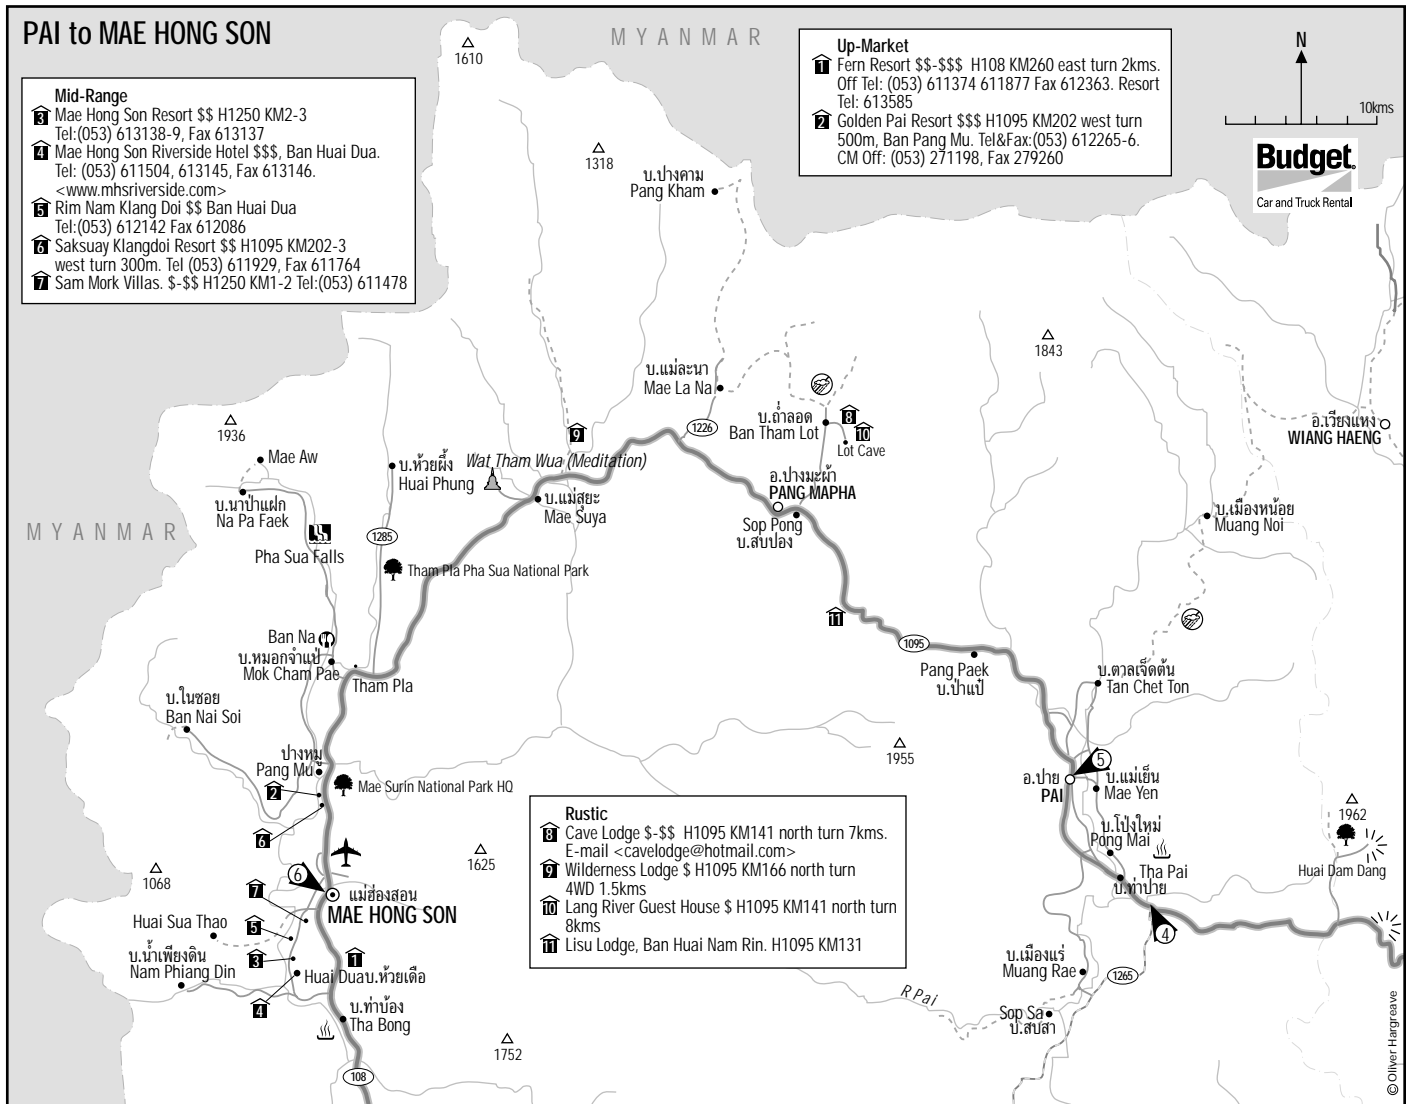 PAI to MAE HONG SON
MYANMAR
1610
Mid-Range
3 Mae Hong Son Resort $$ H1250 KM2-3
Tel:(053) 613138-9, Fax 613137
4 Mae Hong Son Riverside Hotel $$$, Ban Huai Dua.
Tel: (053) 611504, 613145, Fax 613146.
<www.mhsriverside.com>
5 Rim Nam Klang Doi $$ Ban Huai Dua
Tel:(053) 612142 Fax 612086
6 Saksuay Klangdoi Resort $$ H1095 KM202-3
west turn 300m. Tel (053) 611929, Fax 611764
7 Sam Mork Villas. $-$$ H1250 KM1-2 Tel:(053) 611478
Up-Market
1 Fern Resort $$-$$$ H108 KM260 east turn 2kms.
Off Tel: (053) 611374 611877 Fax 612363. Resort
Tel: 613585
2 Golden Pai Resort $$$ H1095 KM202 west turn
500m, Ban Pang Mu. Tel&Fax:(053) 612265-6.
CM Off: (053) 271198, Fax 279260
N
10kms
Budget
Car and Truck Rental
1318
บ.ปางคาม
Pang Kham
1843
บ.แม่ละนา
Mae La Na
บ.ถ้ำลอด
Ban Tham Lot
8
10
Lot Cave
1226
อ.เวียงแหง
WIANG HAENG
1936
Mae Aw
9
Wat Tham Wua (Meditation)
บ.ห้วยผึ้ง
Huai Phung
บ.แม่สุยะ
Mae Suya
อ.ปางมะผ้า
PANG MAPHA
Sop Pong
บ.สบปอง
บ.นาป่าแฝก
Na Pa Faek
MYANMAR
Pha Sua Falls
1285
Tham Pla Pha Sua National Park
บ.เมืองหน้อย
Muang Noi
11
1095
Ban Na
บ.หมอกจำแป่
Mok Cham Pae
Tham Pla
Pang Paek
บ.ป่าแป๋
บ.ตาลเจ็ดต้น
Tan Chet Ton
บ.ในซอย
Ban Nai Soi
ปางหมู
Pang Mu
2
Mae Surin National Park HQ
6
1955
5
อ.ปาย
PAI
บ.แม่เย็น
Mae Yen
บ.โป่งใหม่
Pong Mai
Tha Pai
บ.ท่าปาย
1962
Huai Dam Dang
4
Rustic
8 Cave Lodge $-$$ H1095 KM141 north turn 7kms.
E-mail <cavelodge@hotmail.com>
9 Wilderness Lodge $ H1095 KM166 north turn
4WD 1.5kms
10 Lang River Guest House $ H1095 KM141 north turn
8kms
11 Lisu Lodge, Ban Huai Nam Rin. H1095 KM131
1625
1068
6
7
แม่ฮ่องสอน
MAE HONG SON
Huai Sua Thao
5
บ.น้ำเพียงดิน
Nam Phiang Din
3
1
Huai Duaบ.ห้วยเดือ
4
บ.ท่าบ้อง
Tha Bong
108
1752
R Pai
บ.เมืองแร่
Muang Rae
1265
Sop Sa
บ.สบสา
© Oliver Hargreave